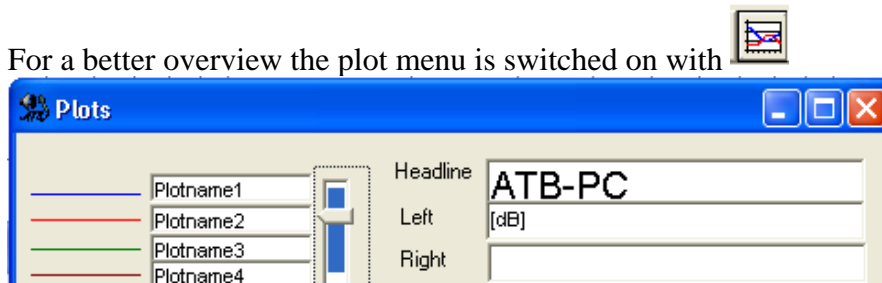 For a better overview the plot menu is switched on with
Plots
Plotname1
Plotname2
Plotname3
Plotname4
Headline ATB-PC
Left [dB]
Right